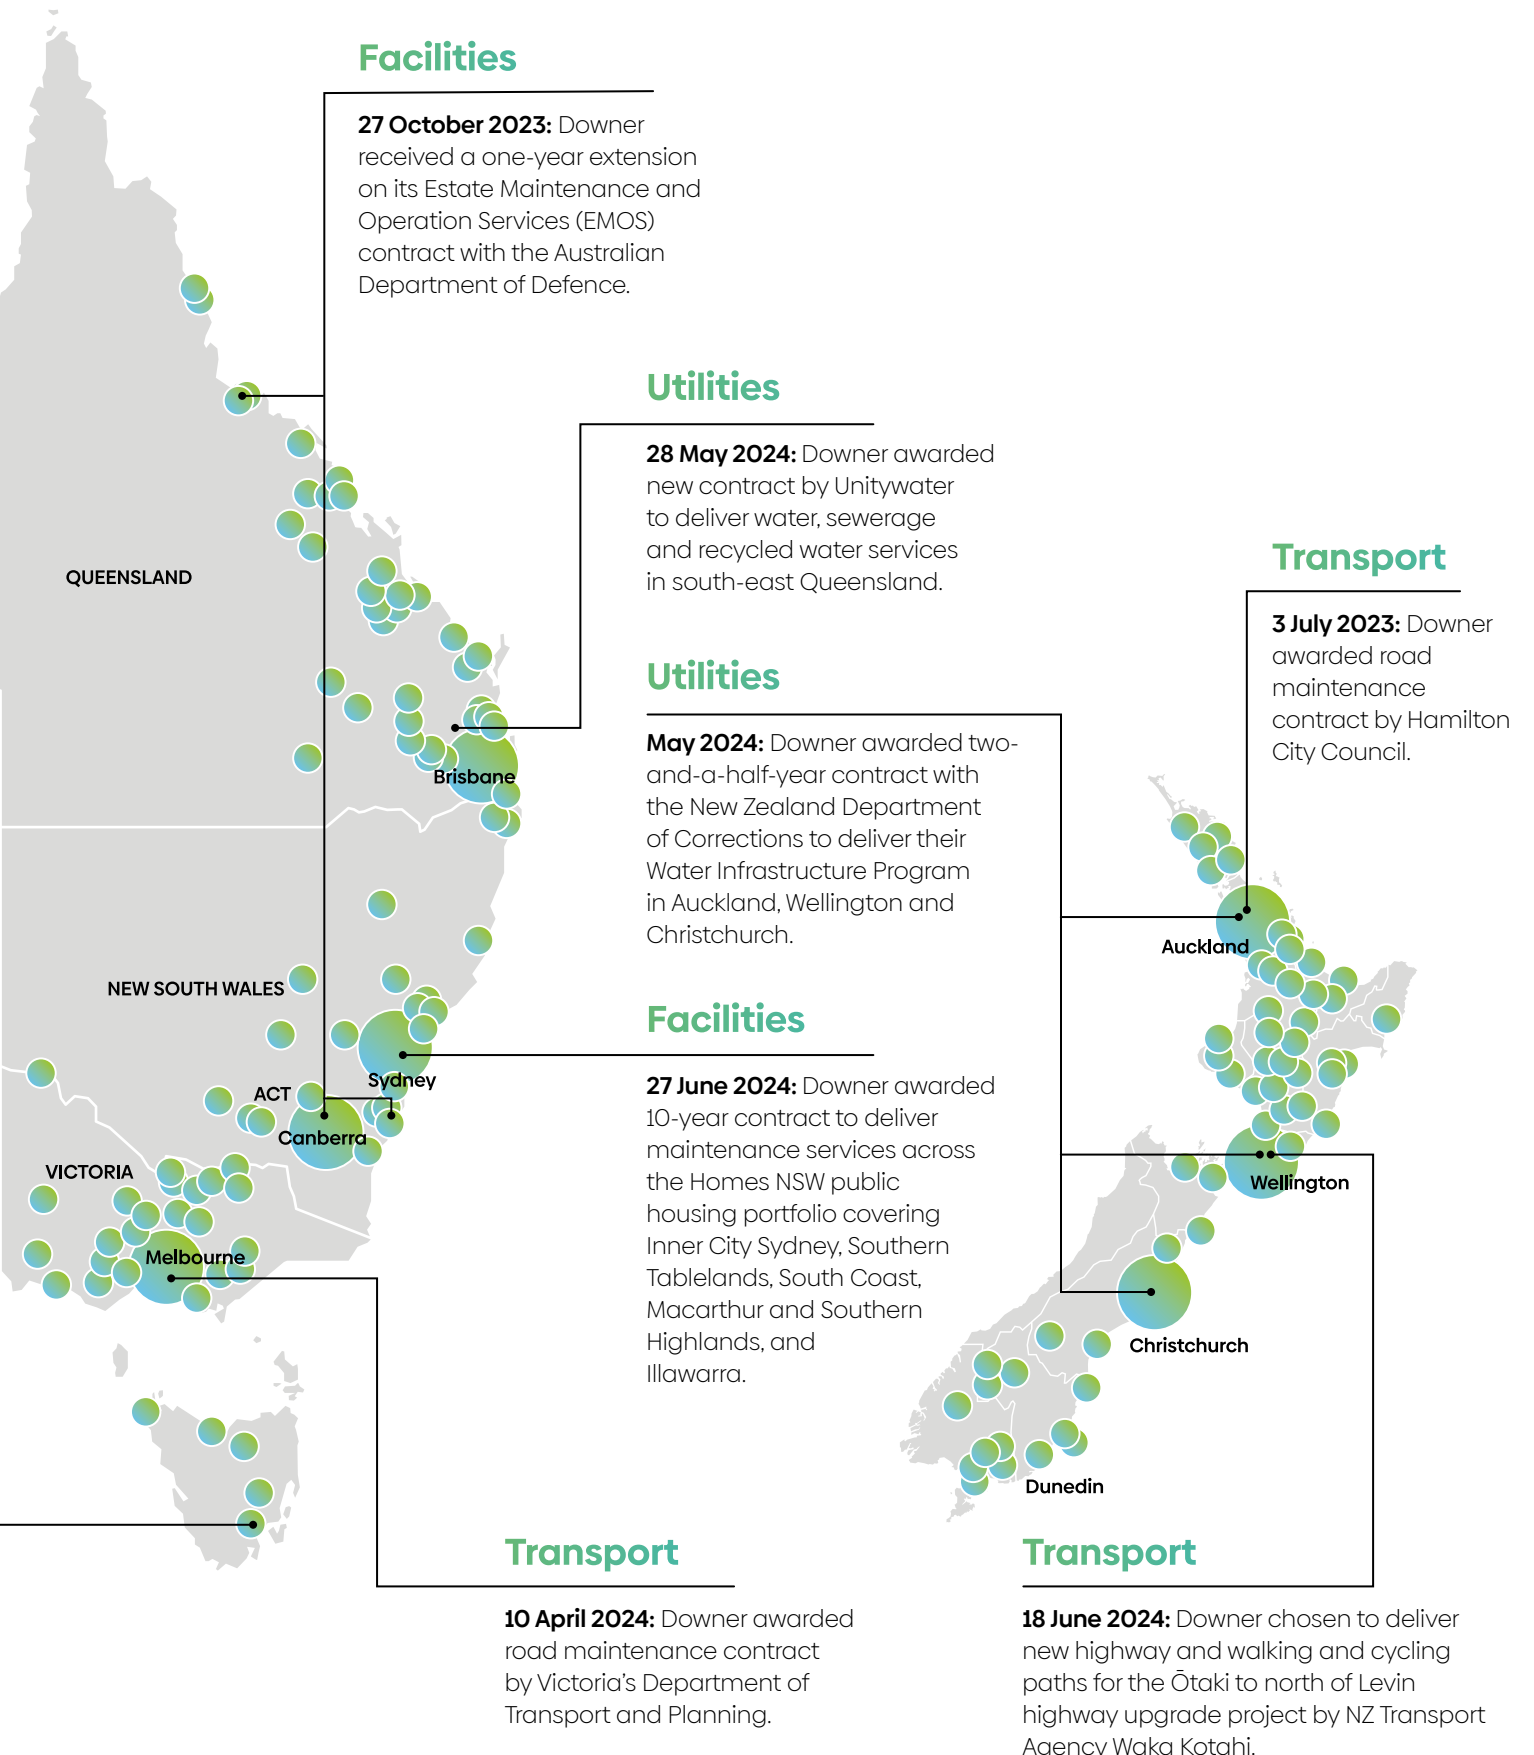 Facilities
27 October 2023: Downer
received a one-year extension
on its Estate Maintenance and
Operation Services (EMOS)
contract with the Australian
Department of Defence.
Utilities
28 May 2024: Downer awarded
new contract by Unitywater
to deliver water, sewerage
and recycled water services
in south-east Queensland.
Transport
3 July 2023: Downer
awarded road
maintenance
contract by Hamilton
City Council.
Utilities
May 2024: Downer awarded two-
and-a-half-year contract with
the New Zealand Department
of Corrections to deliver their
Water Infrastructure Program
in Auckland, Wellington and
Christchurch.
Facilities
27 June 2024: Downer awarded
10-year contract to deliver
maintenance services across
the Homes NSW public
housing portfolio covering
Inner City Sydney, Southern
Tablelands, South Coast,
Macarthur and Southern
Highlands, and
Illawarra.
QUEENSLAND
Brisbane
NEW SOUTH WALES
Sydney
ACT
Canberra
VICTORIA
Melbourne
Auckland
Wellington
Christchurch
Dunedin
Transport
10 April 2024: Downer awarded
road maintenance contract
by Victoria's Department of
Transport and Planning.
Transport
18 June 2024: Downer chosen to deliver
new highway and walking and cycling
paths for the Ōtaki to north of Levin
highway upgrade project by NZ Transport
Agency Waka Kotahi.